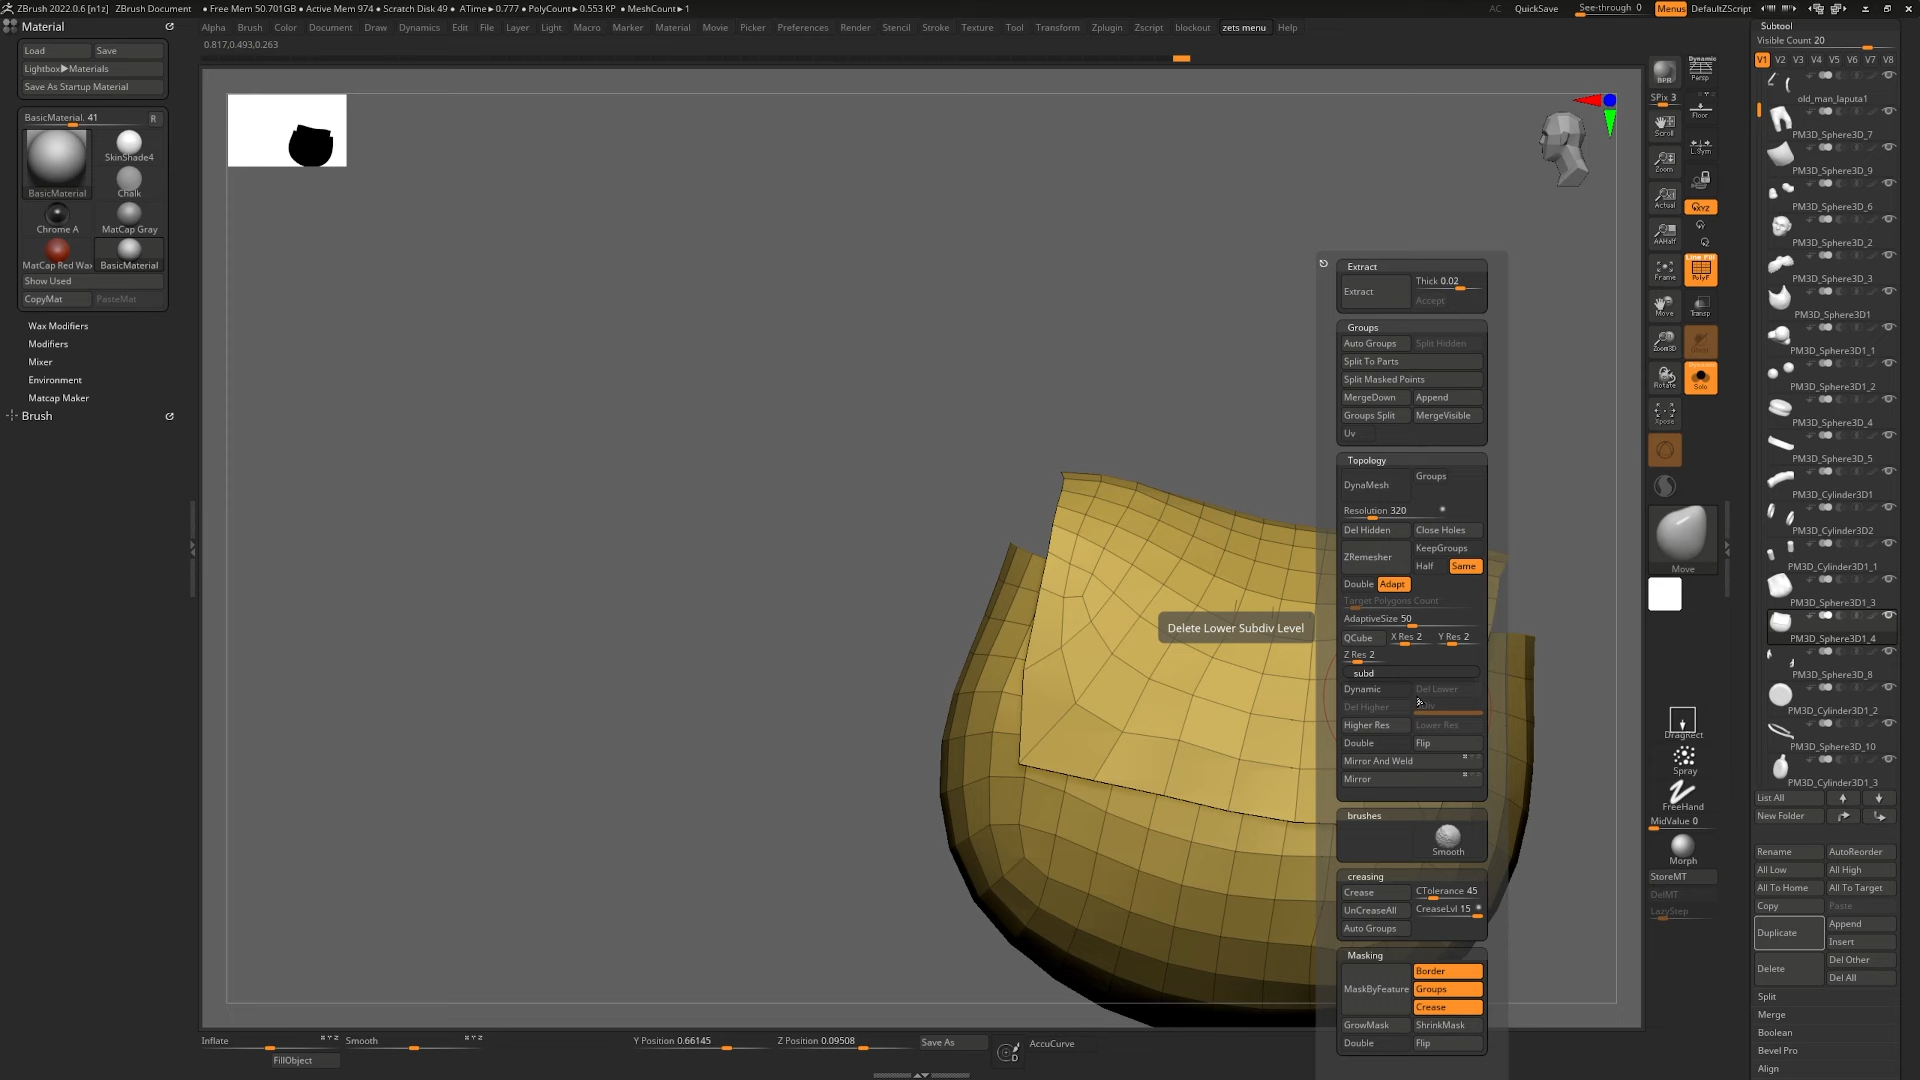 ZBrush 2022.0.6 [n1z] ZBrush Document • Free Mem 50.701GB • Active Mem 974 • Scratch Disk 49 • ATime▸0.777 • PolyCount▸0.553 KP • MeshCount▸1
AC QuickSave See-through 0 Menus DefaultZScript
Material
Load Save
Lightbox▶Materials
Save As Startup Material
BasicMaterial. 41 R
SkinShade4
BasicMaterial Chalk
Chrome A MatCap Gray
MatCap Red Wax BasicMaterial
Show Used
CopyMat PasteMat
Wax Modifiers
Modifiers
Mixer
Environment
Matcap Maker
Brush
Alpha Brush Color Document Draw Dynamics Edit File Layer Light Macro Marker Material Movie Picker Preferences Render Stencil Stroke Texture Tool Transform Zplugin Zscript blockout zets menu Help
0.817,0.493,0.263
Extract
Extract Thick 0.02
Accept
Groups
Auto Groups Split Hidden
Split To Parts
Split Masked Points
MergeDown Append
Groups Split MergeVisible
Uv
Topology
Groups
DynaMesh
Resolution 320
Del Hidden Close Holes
KeepGroups
ZRemesher
Half Same
Double Adapt
Target Polygons Count
AdaptiveSize 50
QCube X Res 2 Y Res 2
Z Res 2
subd
Dynamic Del Lower
Del Higher
Higher Res Lower Res
Double Flip
Mirror And Weld
Mirror
brushes
Smooth
creasing
Crease CTolerance 45
UnCreaseAll CreaseLvl 15
Auto Groups
Masking
Border
MaskByFeature Groups
Crease
GrowMask ShrinkMask
Double Flip
Delete Lower Subdiv Level
Inflate Smooth Y Position 0.66145 Z Position 0.09508 Save As AccuCurve
FillObject
BPR
Dynamic
Persp
SPix 3
Scroll
Floor
Zoom
L.Sym
Actual
AAHalf
XYZ
Frame
Line Fill
PolyF
Move
Transp
Zoom3D
Rotate
Dynamic
Solo
Xpose
Move
DragRect
Spray
FreeHand
MidValue 0
Morph
StoreMT
DelMT
LazyStep
Subtool
Visible Count 20
V1 V2 V3 V4 V5 V6 V7 V8
old_man_laputa1
PM3D_Sphere3D_7
PM3D_Sphere3D_9
PM3D_Sphere3D_6
PM3D_Sphere3D_2
PM3D_Sphere3D_3
PM3D_Sphere3D1
PM3D_Sphere3D1_1
PM3D_Sphere3D1_2
PM3D_Sphere3D_4
PM3D_Sphere3D_5
PM3D_Cylinder3D1
PM3D_Cylinder3D2
PM3D_Cylinder3D1_1
PM3D_Sphere3D1_3
PM3D_Sphere3D1_4
PM3D_Sphere3D_8
PM3D_Cylinder3D1_2
PM3D_Sphere3D_10
PM3D_Cylinder3D1_3
List All
New Folder
Rename AutoReorder
All Low All High
All To Home All To Target
Copy Paste
Duplicate Append
Insert
Delete Del Other
Del All
Split
Merge
Boolean
Bevel Pro
Align